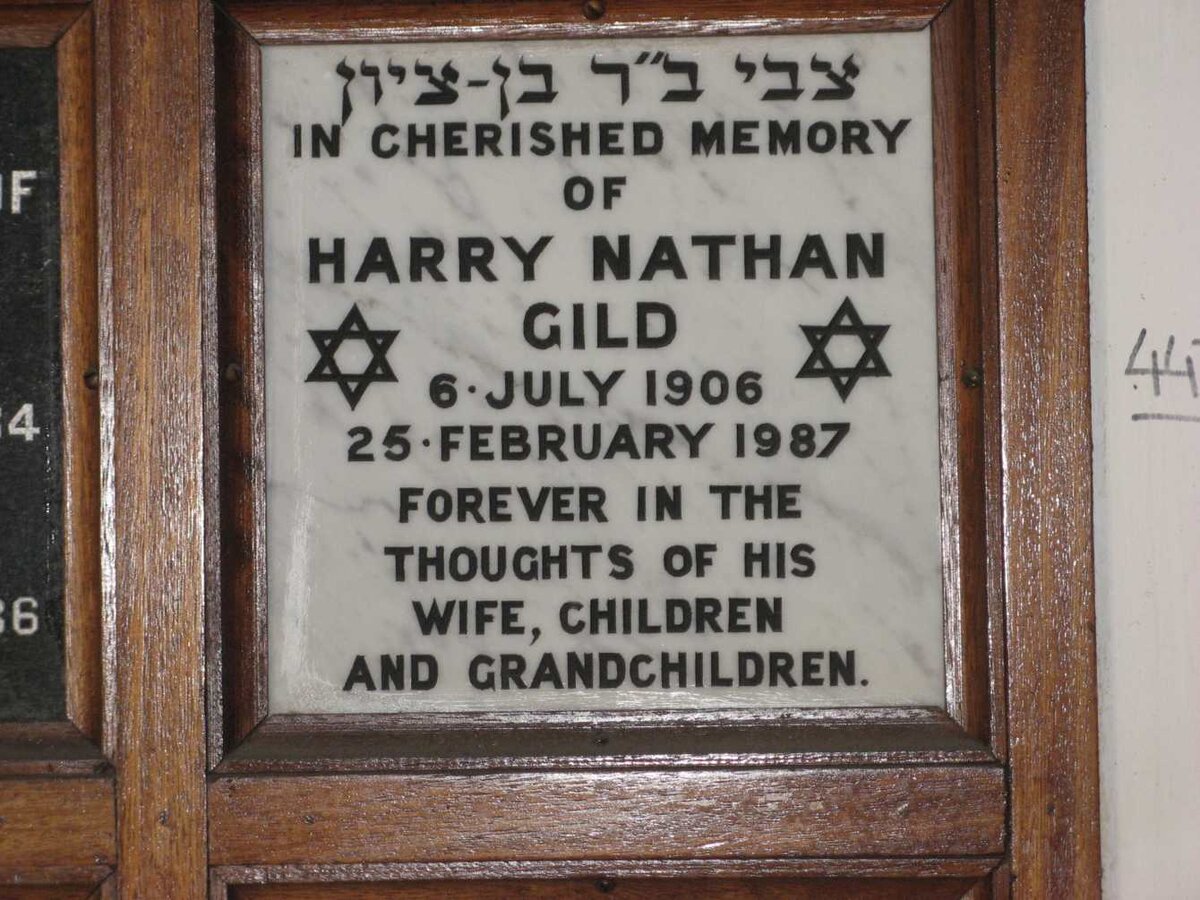 צבי ב״ר בן-ציון
IN CHERISHED MEMORY
OF
HARRY NATHAN
GILD
6·JULY 1906
25·FEBRUARY 1987
FOREVER IN THE
THOUGHTS OF HIS
WIFE, CHILDREN
AND GRANDCHILDREN.